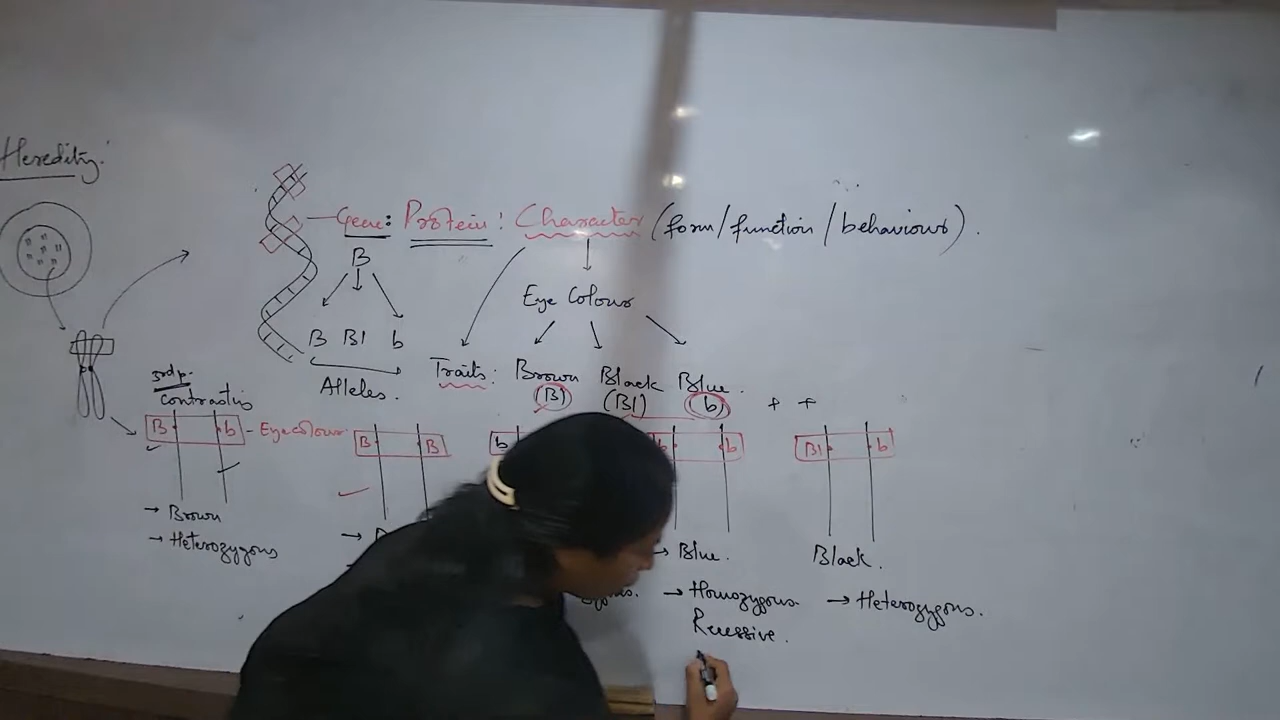 Heredity:
Gene: Protein: Character (form/function/behaviours).
B
Eye Colour
B B1 b
Alleles.
Traits: Brown Black Blue.
(B) (B1) (b) + +
contrasting
B b - Eye colour
B B
b
b
B1 b
→ Brown
→ Heterozygous
→ Blue.
→ Homozygous
Recessive.
Black.
→ Heterozygous.